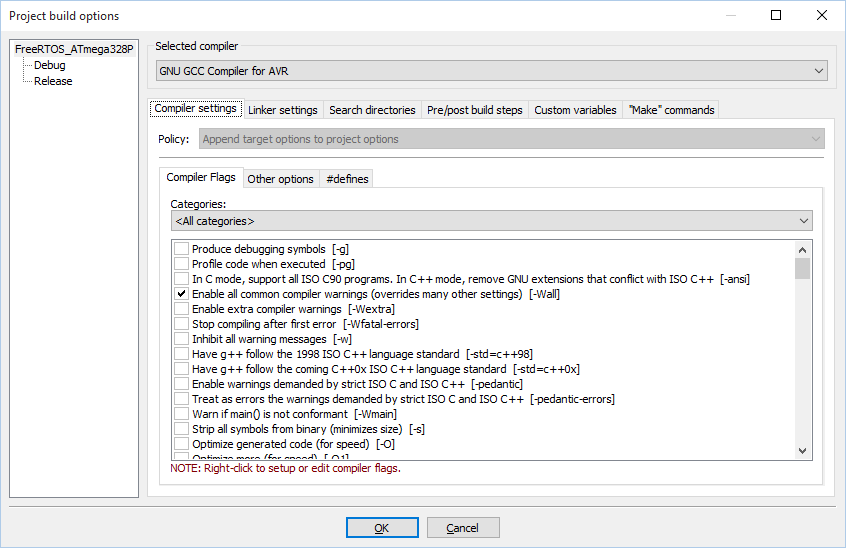 Project build options
FreeRTOS_ATmega328P
Debug
Release
Selected compiler
GNU GCC Compiler for AVR
Compiler settings Linker settings Search directories Pre/post build steps Custom variables "Make" commands
Policy: Append target options to project options
Compiler Flags Other options #defines
Categories:
<All categories>
Produce debugging symbols [-g]
Profile code when executed [-pg]
In C mode, support all ISO C90 programs. In C++ mode, remove GNU extensions that conflict with ISO C++ [-ansi]
Enable all common compiler warnings (overrides many other settings) [-Wall]
Enable extra compiler warnings [-Wextra]
Stop compiling after first error [-Wfatal-errors]
Inhibit all warning messages [-w]
Have g++ follow the 1998 ISO C++ language standard [-std=c++98]
Have g++ follow the coming C++0x ISO C++ language standard [-std=c++0x]
Enable warnings demanded by strict ISO C and ISO C++ [-pedantic]
Treat as errors the warnings demanded by strict ISO C and ISO C++ [-pedantic-errors]
Warn if main() is not conformant [-Wmain]
Strip all symbols from binary (minimizes size) [-s]
Optimize generated code (for speed) [-O]
Optimize more (for speed) [-O1]
NOTE: Right-click to setup or edit compiler flags.
OK Cancel